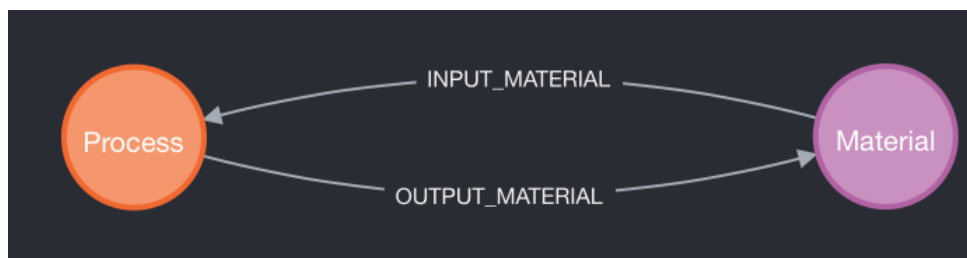 INPUT_MATERIAL
Process
Material
OUTPUT_MATERIAL